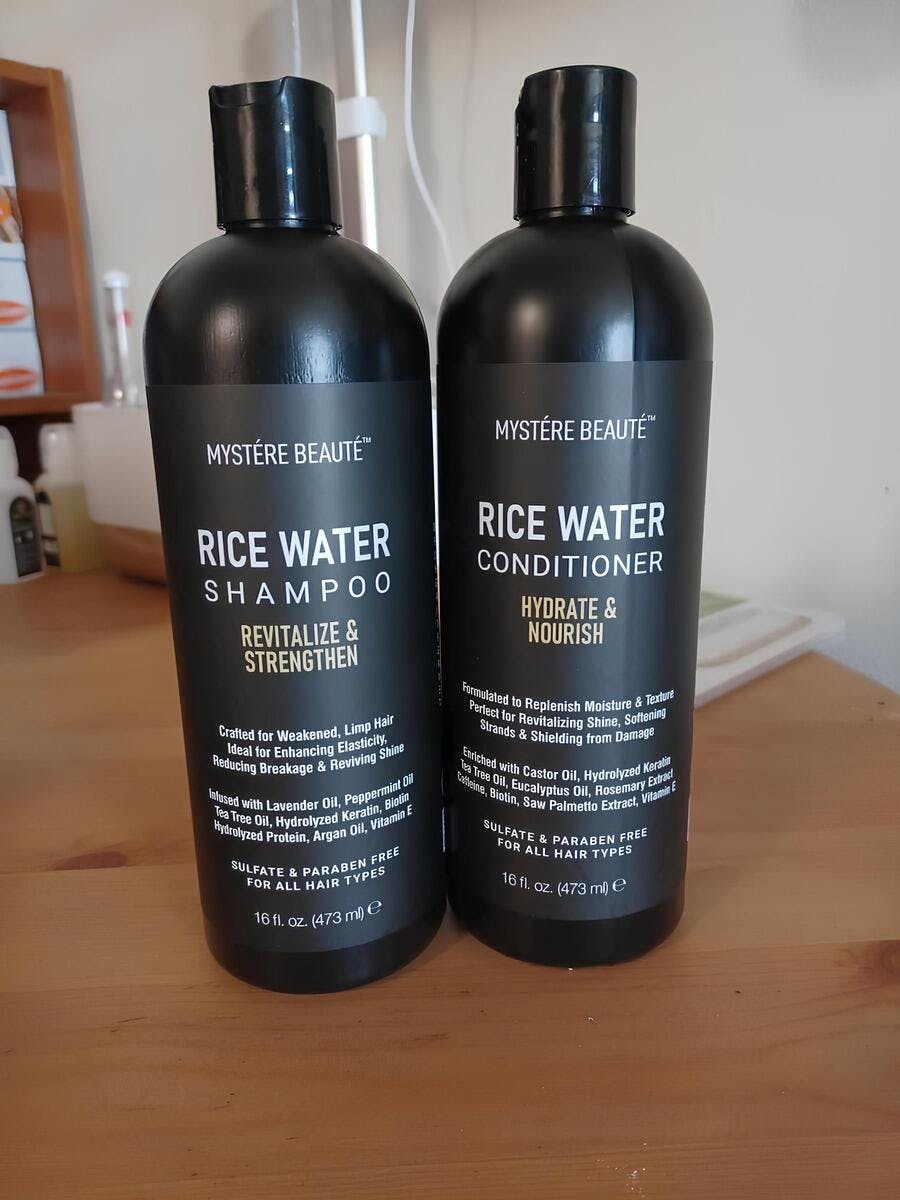 MYSTÉRE BEAUTÉ™
RICE WATER
SHAMPOO
REVITALIZE &
STRENGTHEN
Crafted for Weakened, Limp Hair
Ideal for Enhancing Elasticity,
Reducing Breakage & Reviving Shine
Infused with Lavender Oil, Peppermint Oil
Tea Tree Oil, Hydrolyzed Keratin, Biotin
Hydrolyzed Protein, Argan Oil, Vitamin E
SULFATE & PARABEN FREE
FOR ALL HAIR TYPES
16 fl. oz. (473 ml) ℮
MYSTÉRE BEAUTÉ™
RICE WATER
CONDITIONER
HYDRATE &
NOURISH
Formulated to Replenish Moisture & Texture
Perfect for Revitalizing Shine, Softening
Strands & Shielding from Damage
Enriched with Castor Oil, Hydrolyzed Keratin
Tea Tree Oil, Eucalyptus Oil, Rosemary Extract
Caffeine, Biotin, Saw Palmetto Extract, Vitamin E
SULFATE & PARABEN FREE
FOR ALL HAIR TYPES
16 fl. oz. (473 ml) ℮